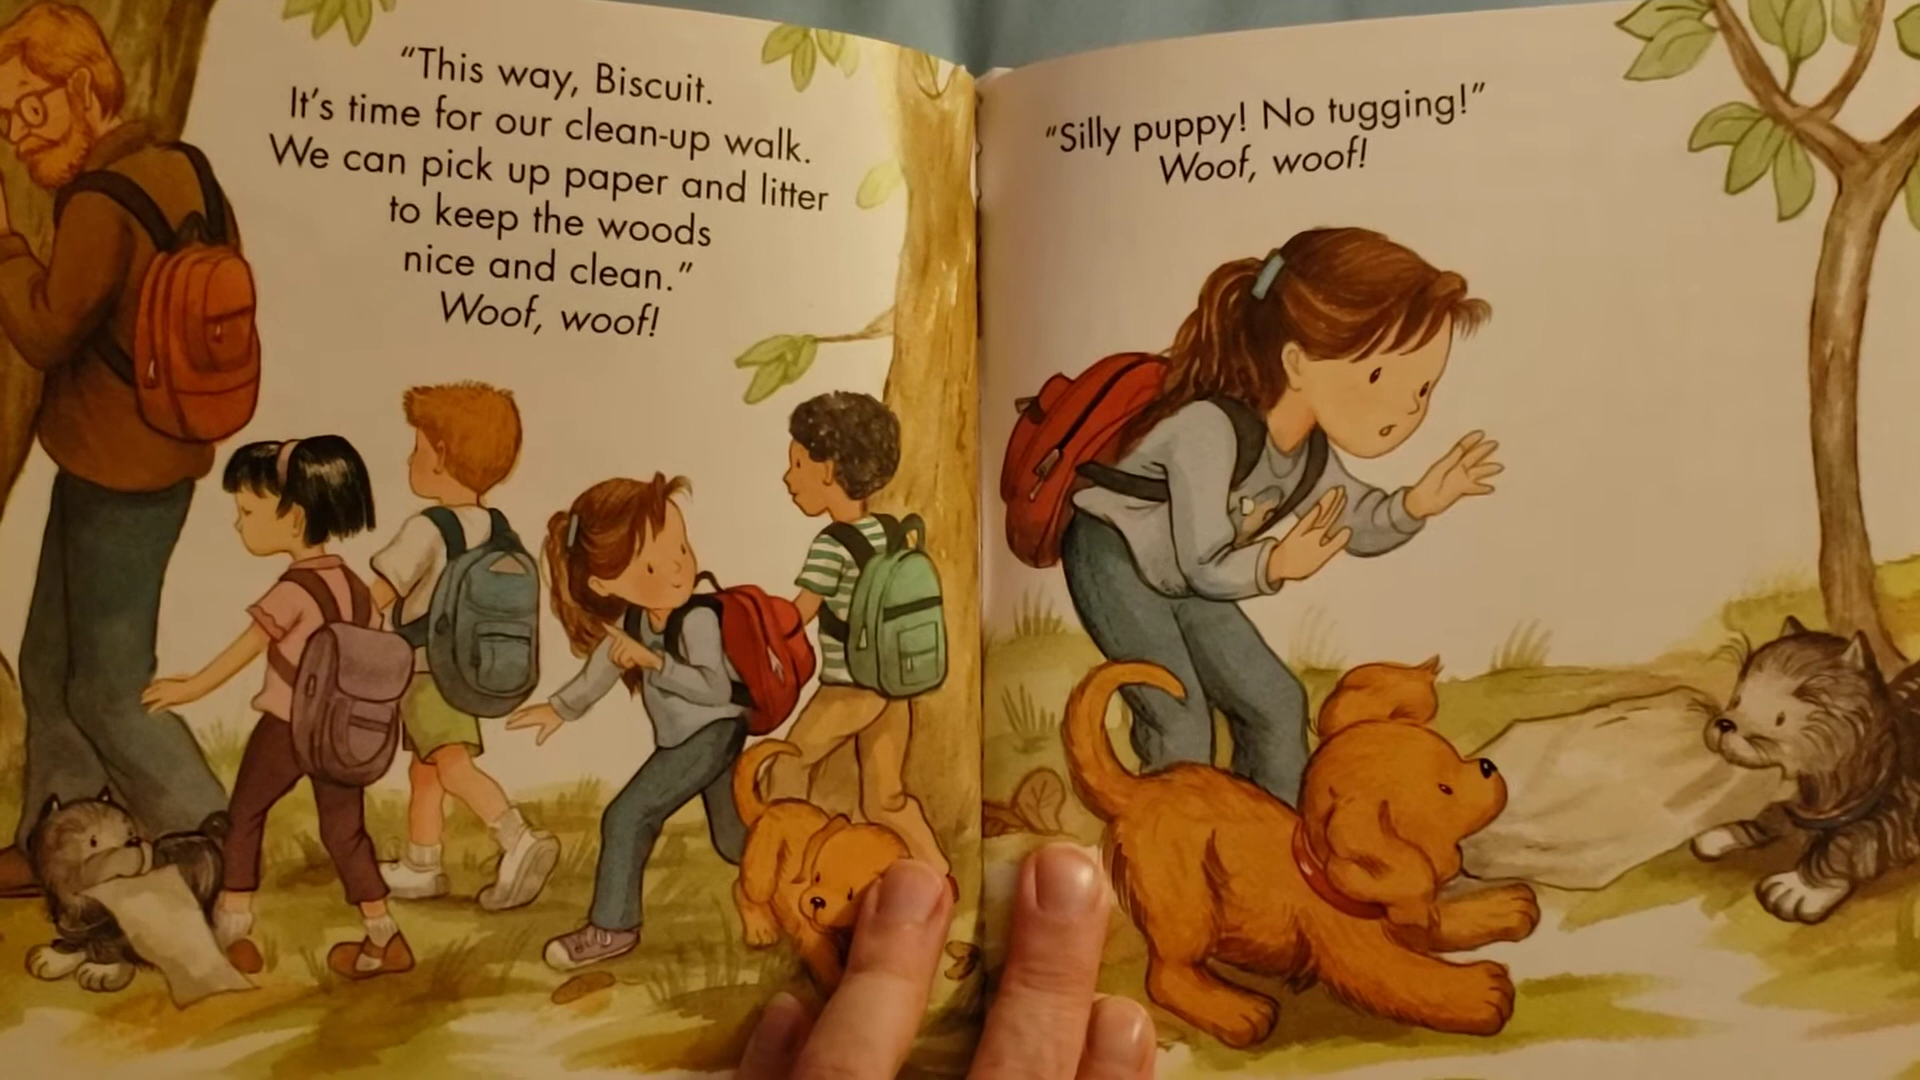 “This way, Biscuit.
It’s time for our clean-up walk.
We can pick up paper and litter
to keep the woods
nice and clean.”
Woof, woof!
“Silly puppy! No tugging!”
Woof, woof!